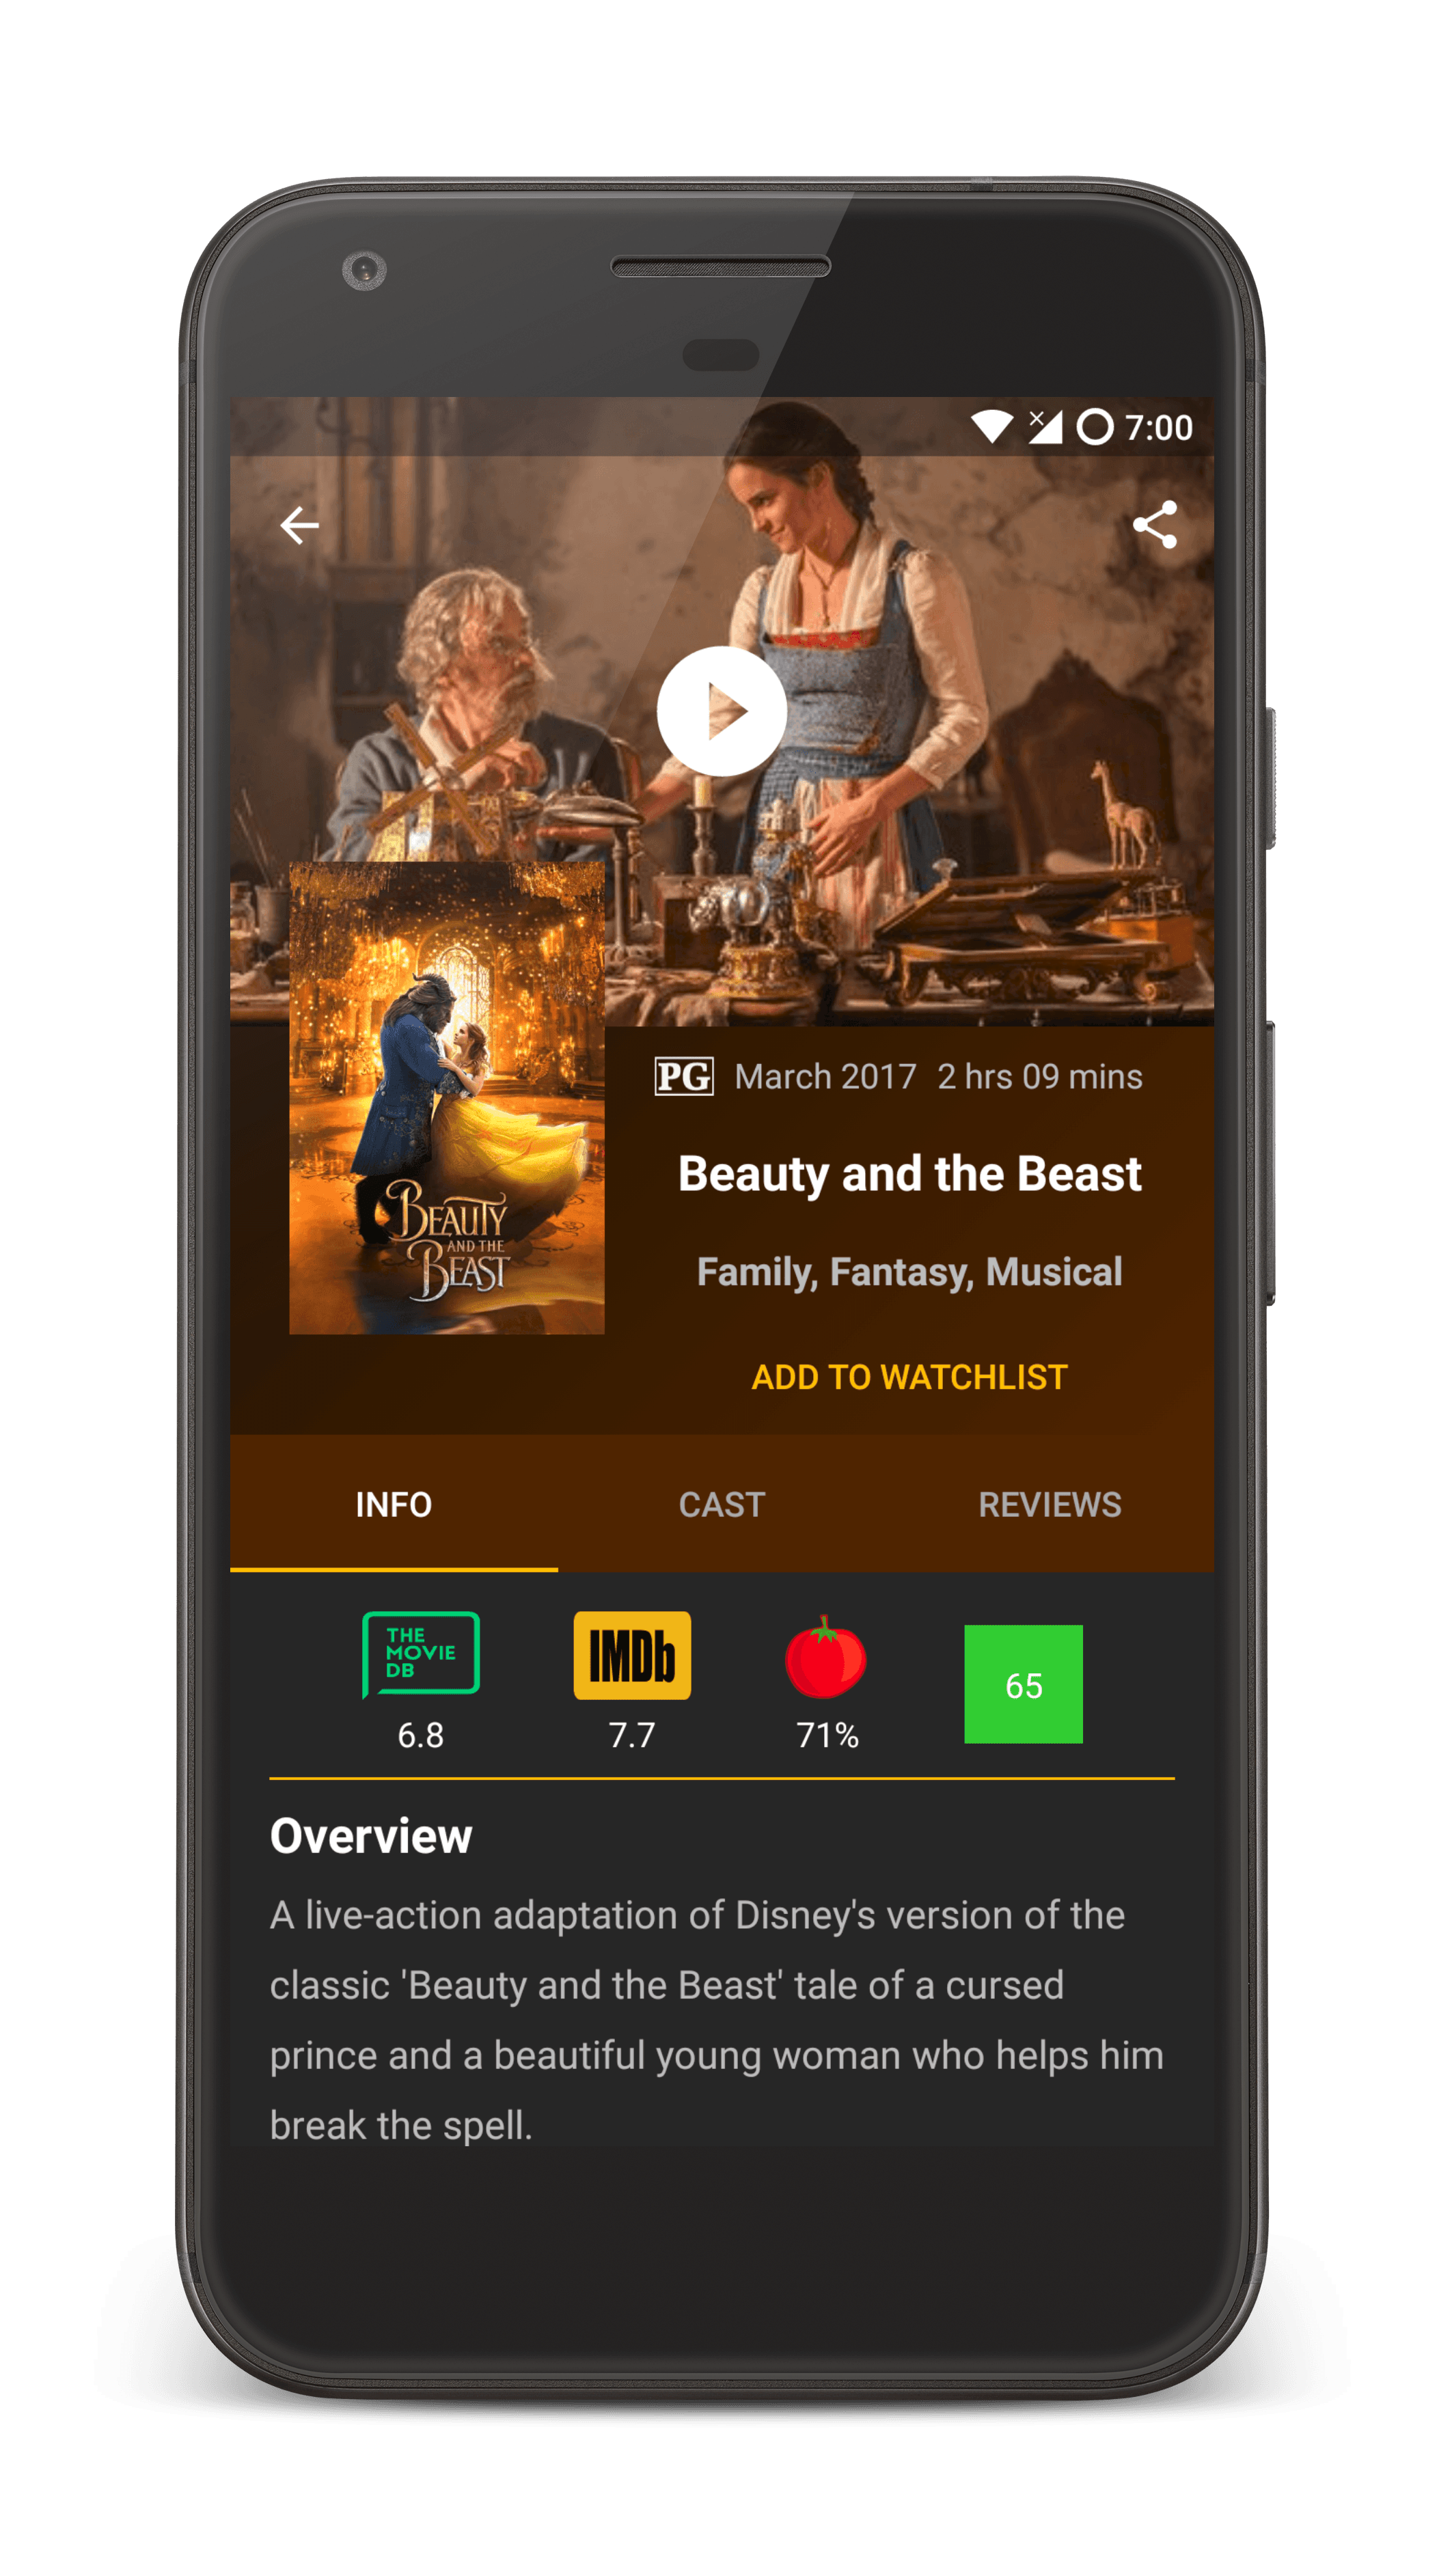 7:00
PG March 2017 2 hrs 09 mins
Beauty and the Beast
Family, Fantasy, Musical
ADD TO WATCHLIST
BEAUTY
AND THE
BEAST
INFO CAST REVIEWS
THE
MOVIE
DB
IMDb
65
6.8 7.7 71%
Overview
A live-action adaptation of Disney's version of the
classic 'Beauty and the Beast' tale of a cursed
prince and a beautiful young woman who helps him
break the spell.